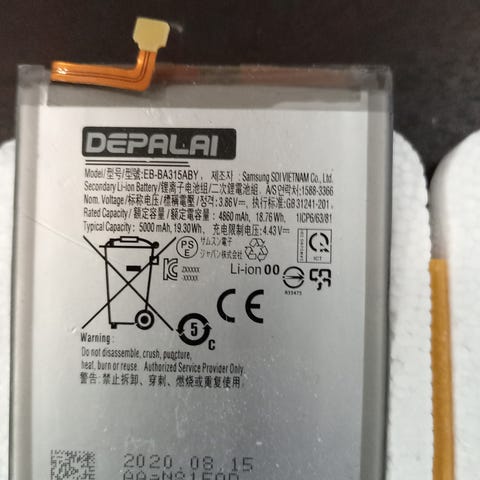 DEPALAI
Model/型号/型號:EB-BA315ABY, 제조자 : Samsung SDI VIETNAM Co., Ltd.
Secondary Li-ion Battery/锂离子电池组/二次鋰電池組/A/S연락처:1588-3366
Nom. Voltage/标称电压/標稱電壓/정격: 3.86V⎓, 执行标准:GB31241-201
Rated Capacity/额定容量/額定容量 : 4860 mAh, 18.76 Wh 1ICP6/63/81
Typical Capacity: 5000 mAh, 19.30Wh, 充电限制电压: 4.43V⎓
PSE
サムスン電子
ジャパン株式会社
ZXXXXX
XXXXXX
Li-ion 00
ICT
R33475
CE
5
C
Warning :
Do not disassemble, crush, puncture,
heat, burn or reuse. Authorized Service Provider Only.
警告:禁止拆卸、穿刺、燃烧或重复使用
2020.08.15